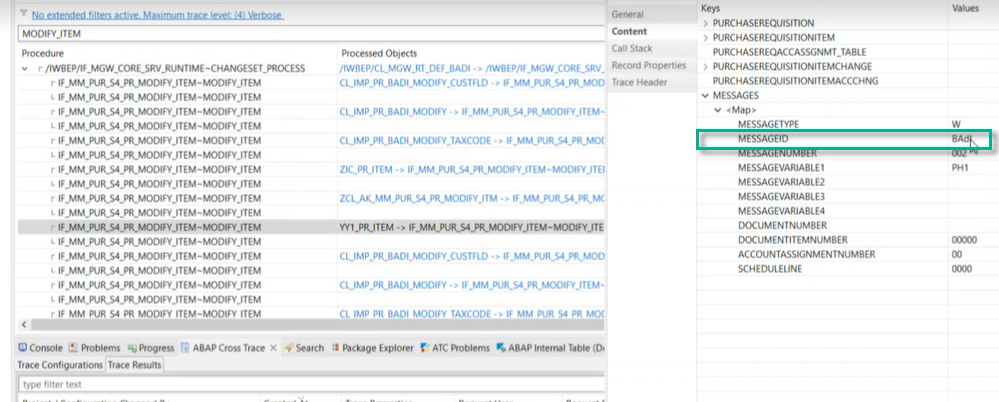 No extended filters active. Maximum trace level: (4) Verbose.
MODIFY_ITEM
Procedure Processed Objects
/IWBEP/IF_MGW_CORE_SRV_RUNTIME~CHANGESET_PROCESS /IWBEP/CL_MGW_RT_DEF_BADI -> /IWBEP/IF_MGW_CORE_SRV_
IF_MM_PUR_S4_PR_MODIFY_ITEM~MODIFY_ITEM CL_IMP_PR_BADI_MODIFY_CUSTFLD -> IF_MM_PUR_S4_PR_MOD
IF_MM_PUR_S4_PR_MODIFY_ITEM~MODIFY_ITEM
IF_MM_PUR_S4_PR_MODIFY_ITEM~MODIFY_ITEM CL_IMP_PR_BADI_MODIFY -> IF_MM_PUR_S4_PR_MODIFY_ITEM~
IF_MM_PUR_S4_PR_MODIFY_ITEM~MODIFY_ITEM
IF_MM_PUR_S4_PR_MODIFY_ITEM~MODIFY_ITEM CL_IMP_PR_BADI_MODIFY_TAXCODE -> IF_MM_PUR_S4_PR_MOD
IF_MM_PUR_S4_PR_MODIFY_ITEM~MODIFY_ITEM
IF_MM_PUR_S4_PR_MODIFY_ITEM~MODIFY_ITEM ZIC_PR_ITEM -> IF_MM_PUR_S4_PR_MODIFY_ITEM~MODIFY_ITE
IF_MM_PUR_S4_PR_MODIFY_ITEM~MODIFY_ITEM
IF_MM_PUR_S4_PR_MODIFY_ITEM~MODIFY_ITEM ZCL_AK_MM_PUR_S4_PR_MODIFY_ITM -> IF_MM_PUR_S4_PR_MO
IF_MM_PUR_S4_PR_MODIFY_ITEM~MODIFY_ITEM
IF_MM_PUR_S4_PR_MODIFY_ITEM~MODIFY_ITEM YY1_PR_ITEM -> IF_MM_PUR_S4_PR_MODIFY_ITEM~MODIFY_ITE
IF_MM_PUR_S4_PR_MODIFY_ITEM~MODIFY_ITEM
IF_MM_PUR_S4_PR_MODIFY_ITEM~MODIFY_ITEM CL_IMP_PR_BADI_MODIFY_CUSTFLD -> IF_MM_PUR_S4_PR_MOD
IF_MM_PUR_S4_PR_MODIFY_ITEM~MODIFY_ITEM
IF_MM_PUR_S4_PR_MODIFY_ITEM~MODIFY_ITEM CL_IMP_PR_BADI_MODIFY -> IF_MM_PUR_S4_PR_MODIFY_ITEM~
IF_MM_PUR_S4_PR_MODIFY_ITEM~MODIFY_ITEM
IF_MM_PUR_S4_PR_MODIFY_ITEM~MODIFY_ITEM CL_IMP_PR_BADI_MODIFY_TAXCODE -> IF_MM_PUR_S4_PR_MOD
Console Problems Progress ABAP Cross Trace Search Package Explorer ATC Problems ABAP Internal Table (De
Trace Configurations Trace Results
type filter text
General
Content
Call Stack
Record Properties
Trace Header
Keys Values
PURCHASEREQUISITION
PURCHASEREQUISITIONITEM
PURCHASEREQACCASSGNMT_TABLE
PURCHASEREQUISITIONITEMCHANGE
PURCHASEREQUISITIONITEMACCCHNG
MESSAGES
<Map>
MESSAGETYPE W
MESSAGEID BAdI
MESSAGENUMBER 002
MESSAGEVARIABLE1 PH1
MESSAGEVARIABLE2
MESSAGEVARIABLE3
MESSAGEVARIABLE4
DOCUMENTNUMBER
DOCUMENTITEMNUMBER 00000
ACCOUNTASSIGNMENTNUMBER 00
SCHEDULELINE 0000